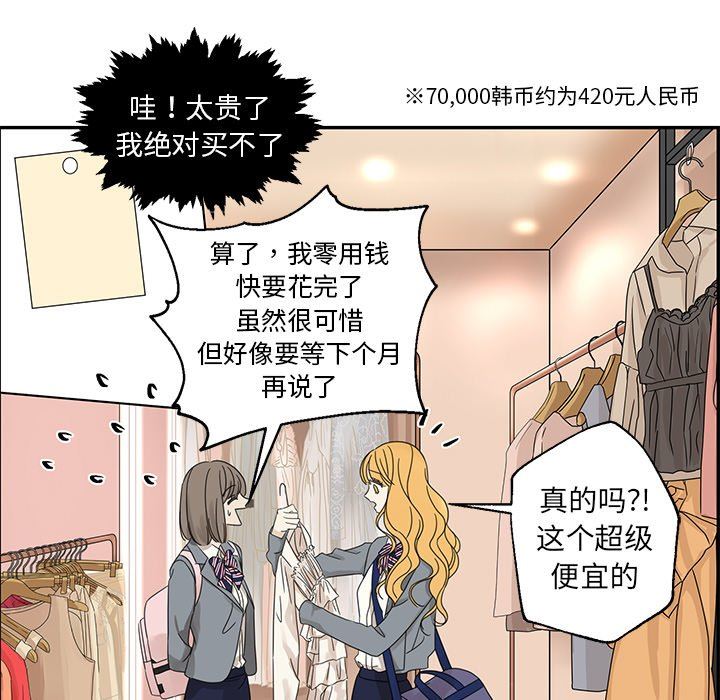 哇！太贵了
我绝对买不了
※70,000韩币约为420元人民币
算了，我零用钱
快要花完了
虽然很可惜
但好像要等下个月
再说了
真的吗?!
这个超级
便宜的